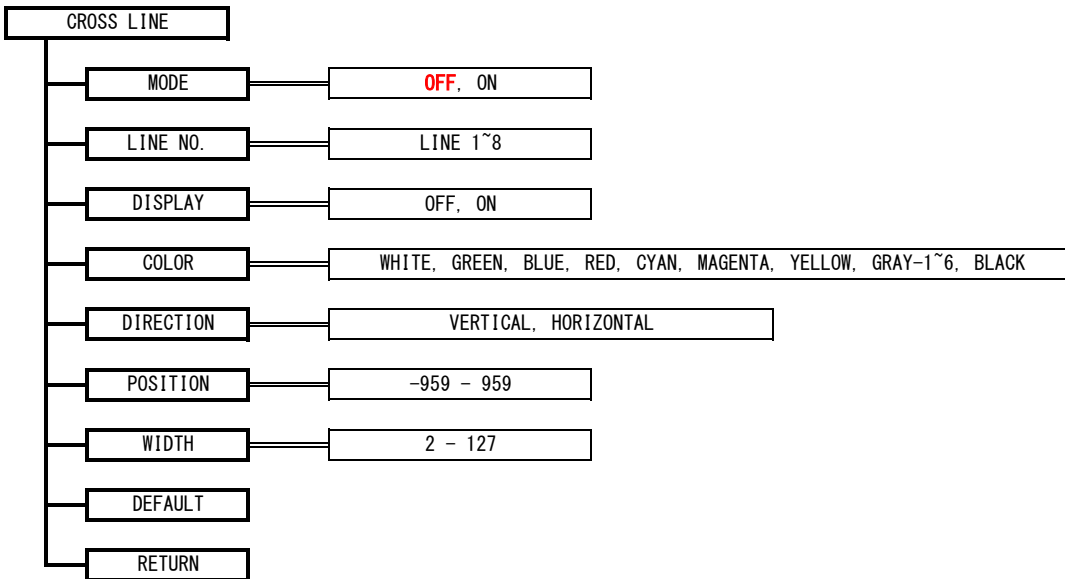 CROSS LINE
MODE
OFF, ON
LINE NO.
LINE 1~8
DISPLAY
OFF, ON
COLOR
WHITE, GREEN, BLUE, RED, CYAN, MAGENTA, YELLOW, GRAY-1~6, BLACK
DIRECTION
VERTICAL, HORIZONTAL
POSITION
-959 - 959
WIDTH
2 - 127
DEFAULT
RETURN